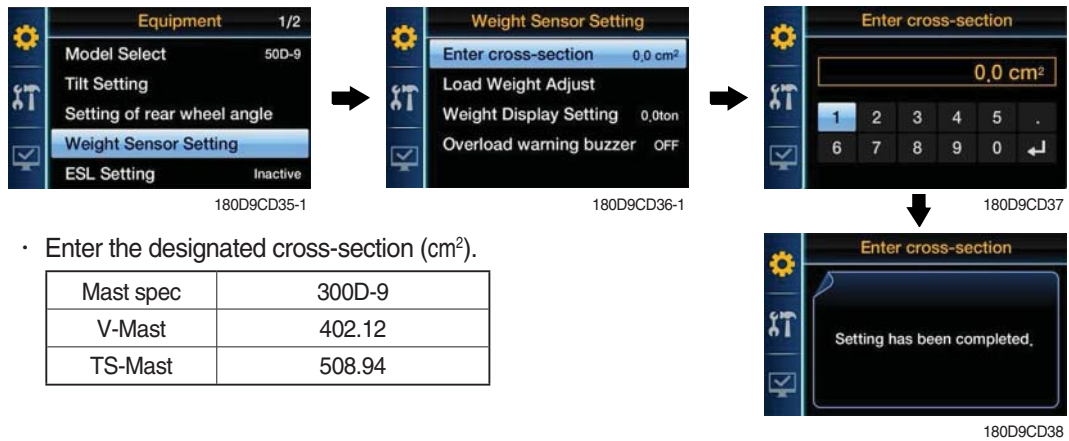 Equipment 1/2
Model Select 50D-9
Tilt Setting
Setting of rear wheel angle
Weight Sensor Setting
ESL Setting Inactive
180D9CD35-1
Weight Sensor Setting
Enter cross-section 0.0 cm²
Load Weight Adjust
Weight Display Setting 0.0ton
Overload warning buzzer OFF
180D9CD36-1
Enter cross-section
0.0 cm²
1 2 3 4 5 .
6 7 8 9 0 ↵
180D9CD37
Enter cross-section
Setting has been completed.
180D9CD38
· Enter the designated cross-section (cm²).
Mast spec 300D-9
V-Mast 402.12
TS-Mast 508.94